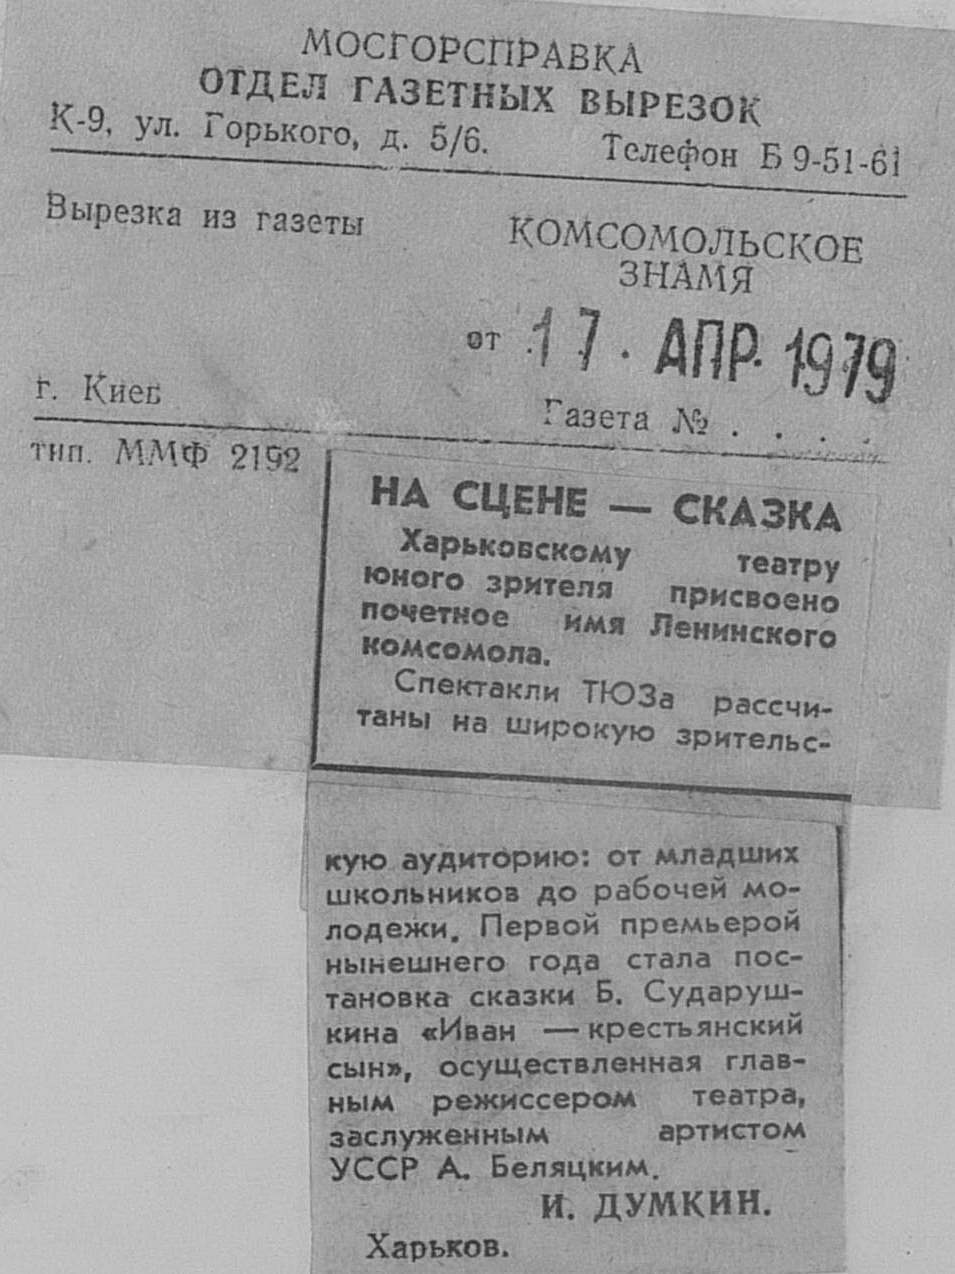 МОСГОРСПРАВКА
ОТДЕЛ ГАЗЕТНЫХ ВЫРЕЗОК
К-9, ул. Горького, д. 5/6. Телефон Б 9-51-61
Вырезка из газеты
КОМСОМОЛЬСКОЕ
ЗНАМЯ
от 17. АПР. 1979
г. Киев
Газета № . . . .
тип. ММФ 2192
НА СЦЕНЕ — СКАЗКА
Харьковскому театру
юного зрителя присвоено
почетное имя Ленинского
комсомола.
Спектакли ТЮЗа рассчи-
таны на широкую зрительс-
кую аудиторию: от младших
школьников до рабочей мо-
лодежи. Первой премьерой
нынешнего года стала пос-
тановка сказки Б. Сударуш-
кина «Иван — крестьянский
сын», осуществленная глав-
ным режиссером театра,
заслуженным артистом
УССР А. Беляцким.
И. ДУМКИН.
Харьков.